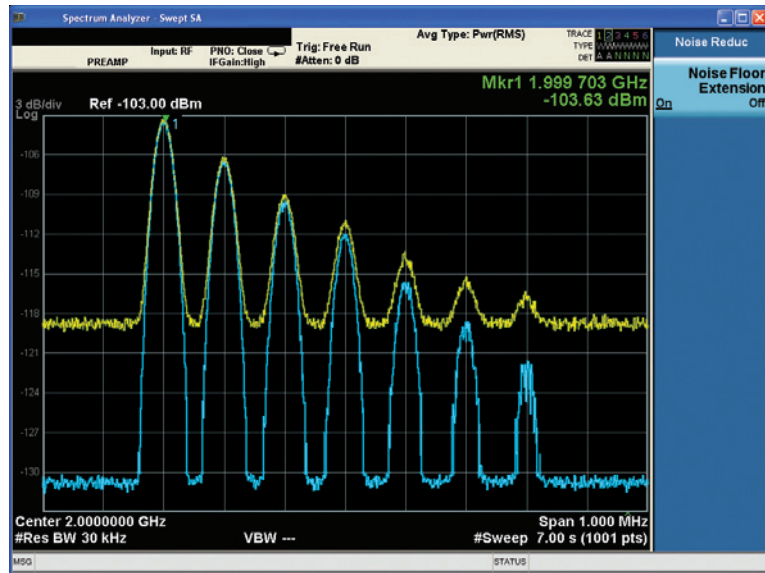 Spectrum Analyzer - Swept SA
Avg Type: Pwr(RMS)
TRACE 1 2 3 4 5 6
Input: RF PNO: Close Trig: Free Run
TYPE WWWWWW
PREAMP IFGain:High #Atten: 0 dB
DET A A N N N N
Noise Reduc
Mkr1 1.999 703 GHz
-103.63 dBm
Noise Floor
Extension
On Off
3 dB/div Ref -103.00 dBm
Log
1
-106
-109
-112
-115
-118
-121
-124
-127
-130
Center 2.0000000 GHz Span 1.000 MHz
#Res BW 30 kHz VBW --- #Sweep 7.00 s (1001 pts)
MSG STATUS